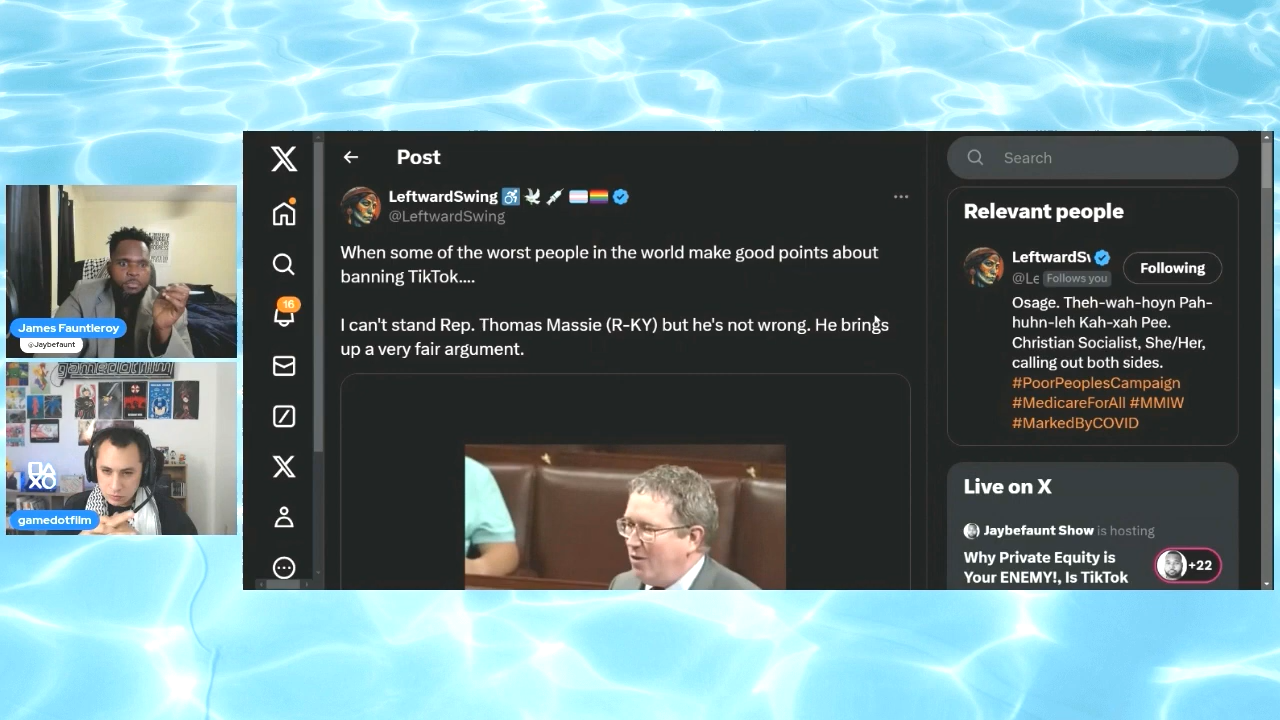 Post
Search
LeftwardSwing
@LeftwardSwing
When some of the worst people in the world make good points about
banning TikTok....
I can't stand Rep. Thomas Massie (R-KY) but he's not wrong. He brings
up a very fair argument.
16
Relevant people
LeftwardS
@Le Follows you
Following
Osage. Theh-wah-hoyn Pah-
huhn-leh Kah-xah Pee.
Christian Socialist, She/Her,
calling out both sides.
#PoorPeoplesCampaign
#MedicareForAll #MMIW
#MarkedByCOVID
Live on X
Jaybefaunt Show is hosting
Why Private Equity is
Your ENEMY!, Is TikTok
+22
James Fauntleroy
@Jaybefaunt
gamedotfilm
gamedotfilm